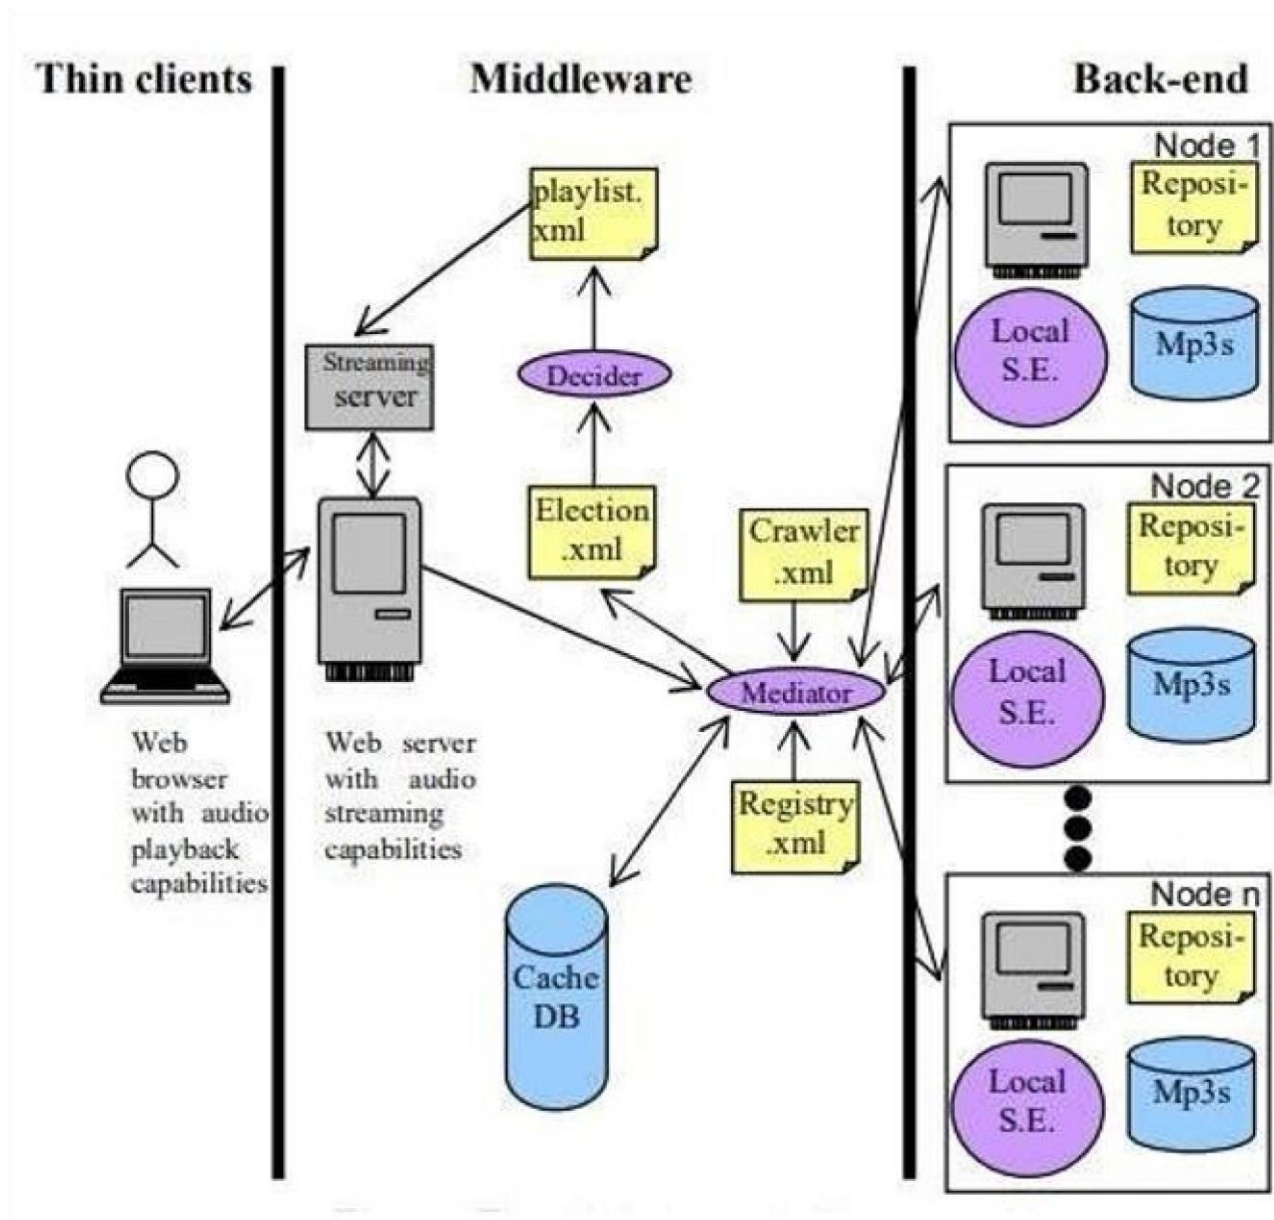 Thin clients
Middleware
Back-end
playlist.
xml
Streaming
server
Decider
Election
.xml
Crawler
.xml
Mediator
Registry
.xml
Cache
DB
Web
browser
with audio
playback
capabilities
Web server
with audio
streaming
capabilities
Node 1
Reposi-
tory
Local
S.E.
Mp3s
Node 2
Reposi-
tory
Local
S.E.
Mp3s
Node n
Reposi-
tory
Local
S.E.
Mp3s